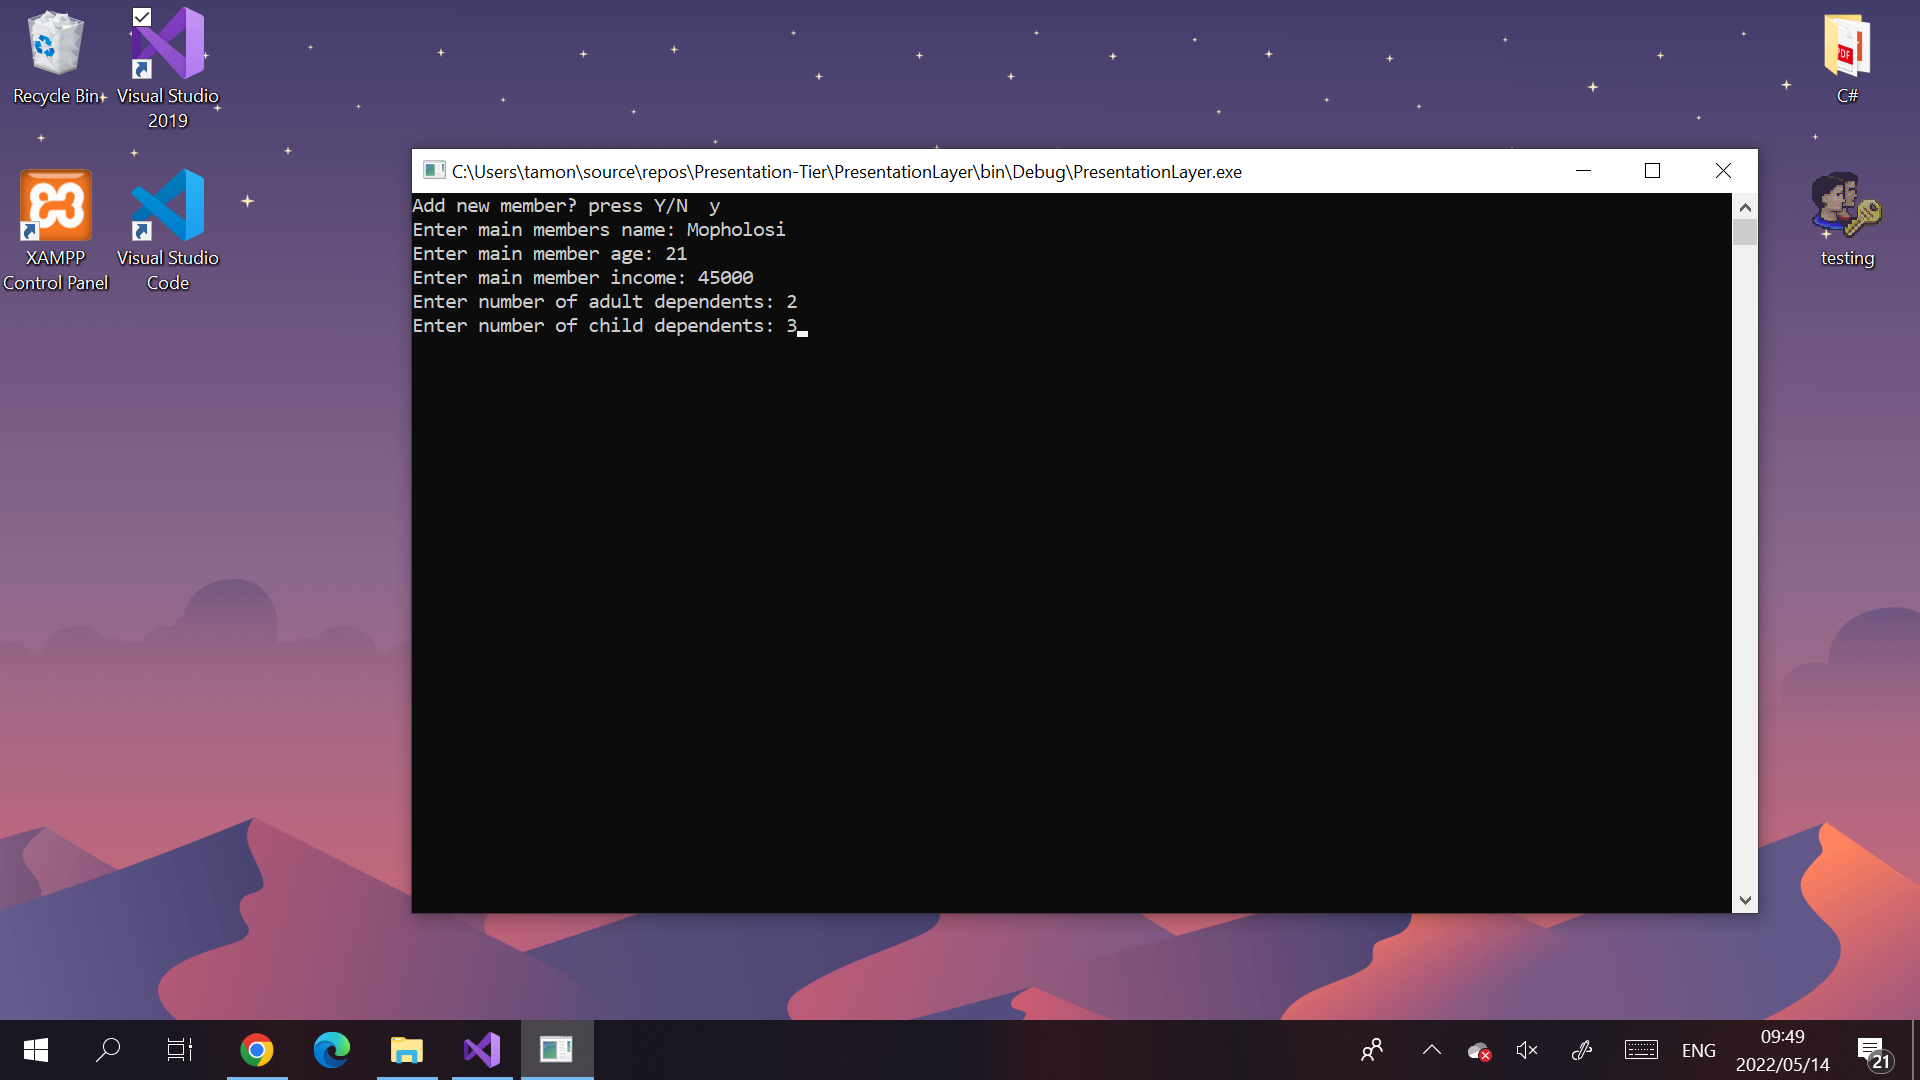 Recycle Bin
Visual Studio
2019
XAMPP
Control Panel
Visual Studio
Code
C#
PDF
testing
C:\Users\tamon\source\repos\Presentation-Tier\PresentationLayer\bin\Debug\PresentationLayer.exe
Add new member? press Y/N  y
Enter main members name: Mopholosi
Enter main member age: 21
Enter main member income: 45000
Enter number of adult dependents: 2
Enter number of child dependents: 3
ENG
09:49
2022/05/14
21